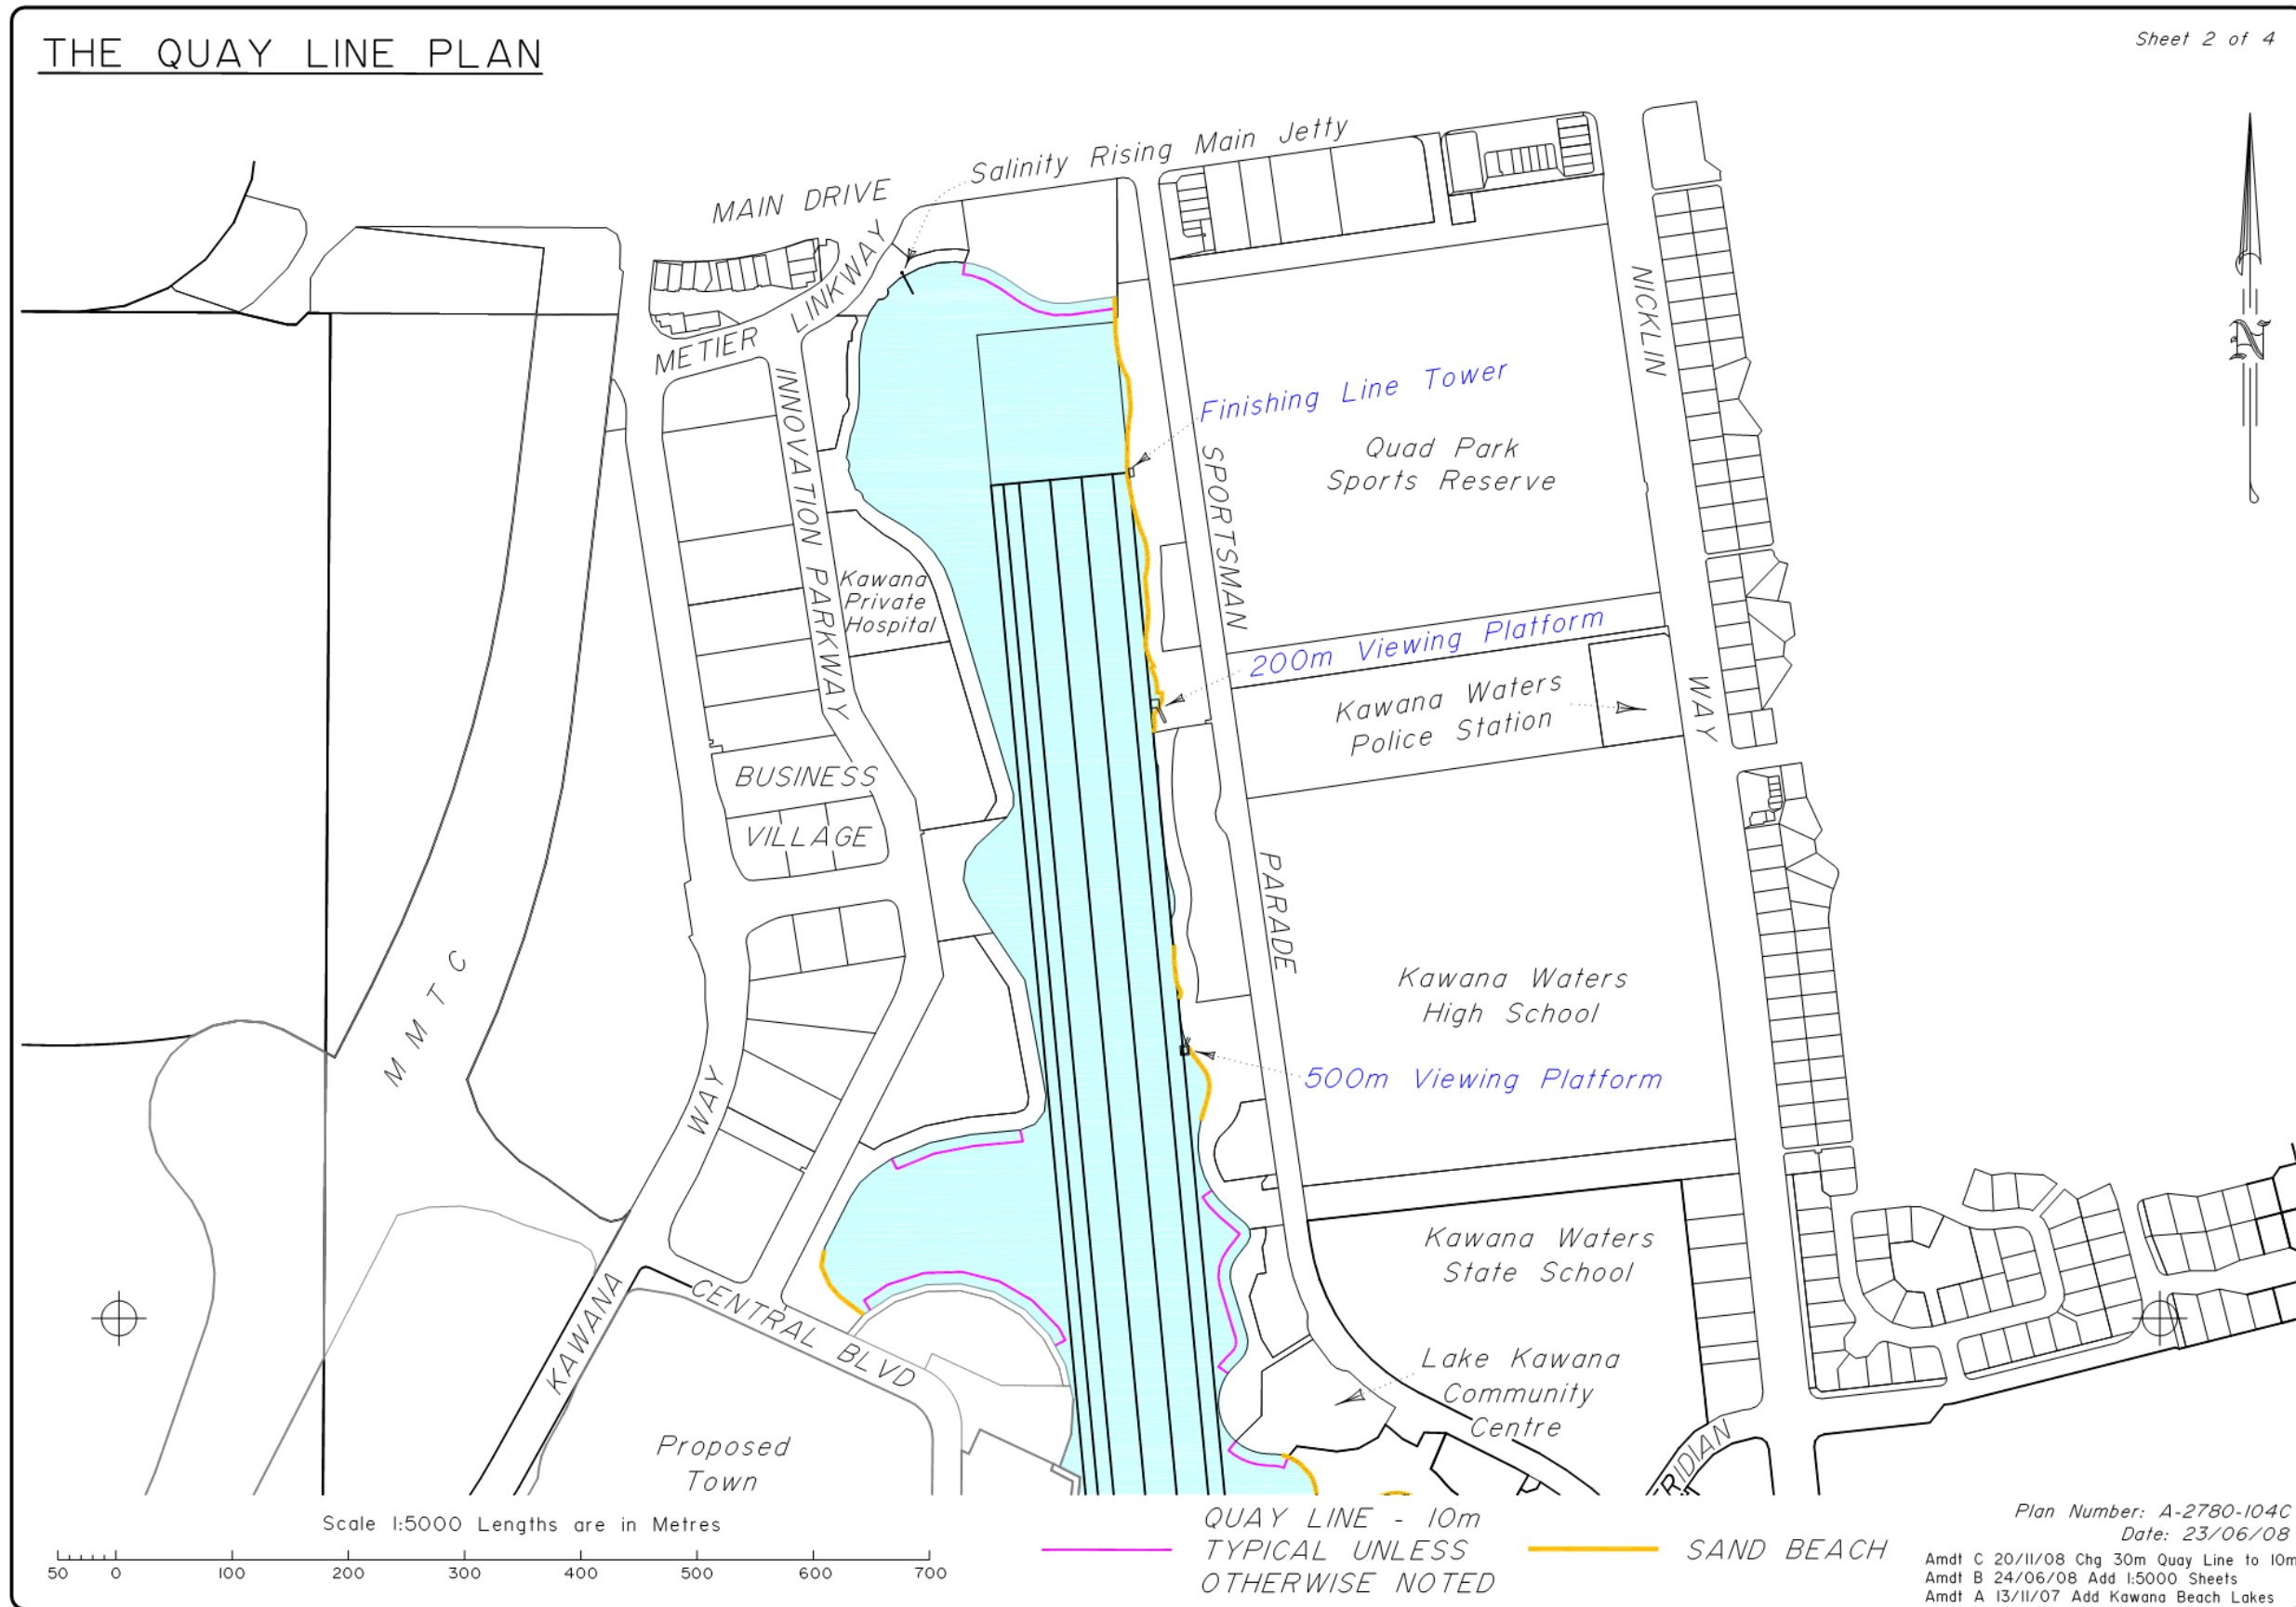 THE QUAY LINE PLAN
Sheet 2 of 4
Salinity Rising Main Jetty
MAIN DRIVE
METIER LINKWAY
INNOVATION PARKWAY
NICKLIN
WAY
Finishing Line Tower
Quad Park
Sports Reserve
SPORTSMAN
PARADE
N
Kawana
Private
Hospital
200m Viewing Platform
Kawana Waters
Police Station
BUSINESS
VILLAGE
M M T C
Kawana Waters
High School
500m Viewing Platform
WAY
KAWANA
CENTRAL BLVD
Kawana Waters
State School
Lake Kawana
Community
Centre
Proposed
Town
RIDIAN
Scale 1:5000 Lengths are in Metres
50 0 100 200 300 400 500 600 700
QUAY LINE - 10m
TYPICAL UNLESS
OTHERWISE NOTED
SAND BEACH
Plan Number: A-2780-104C
Date: 23/06/08
Amdt C 20/11/08 Chg 30m Quay Line to 10m
Amdt B 24/06/08 Add 1:5000 Sheets
Amdt A 13/11/07 Add Kawana Beach Lakes